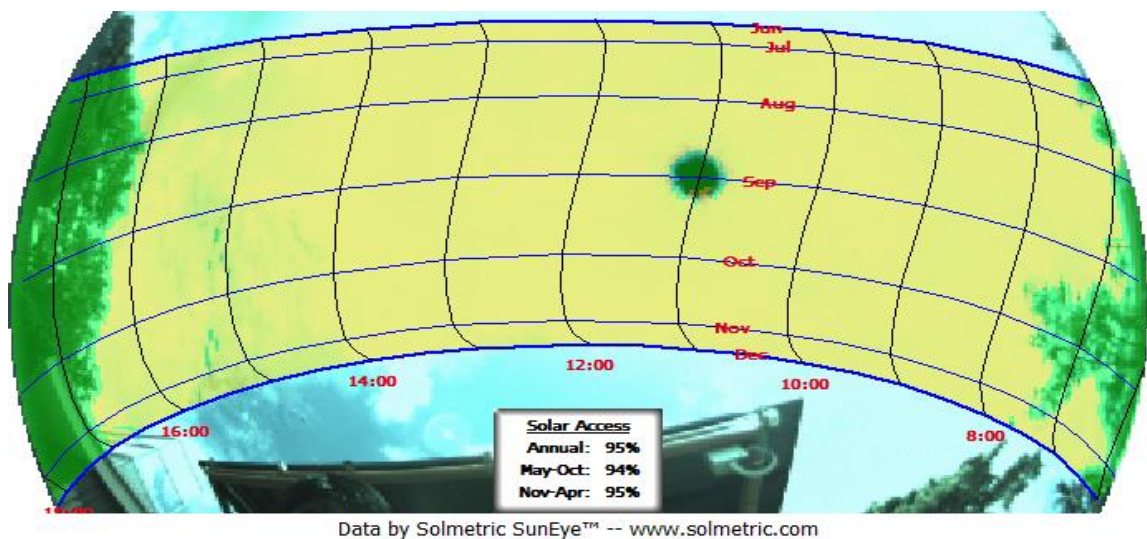 Jun
Jul
Aug
Sep
Oct
Nov
Dec
12:00
14:00
10:00
16:00
8:00
Solar Access
Annual: 95%
May-Oct: 94%
Nov-Apr: 95%
Data by Solmetric SunEye™ -- www.solmetric.com